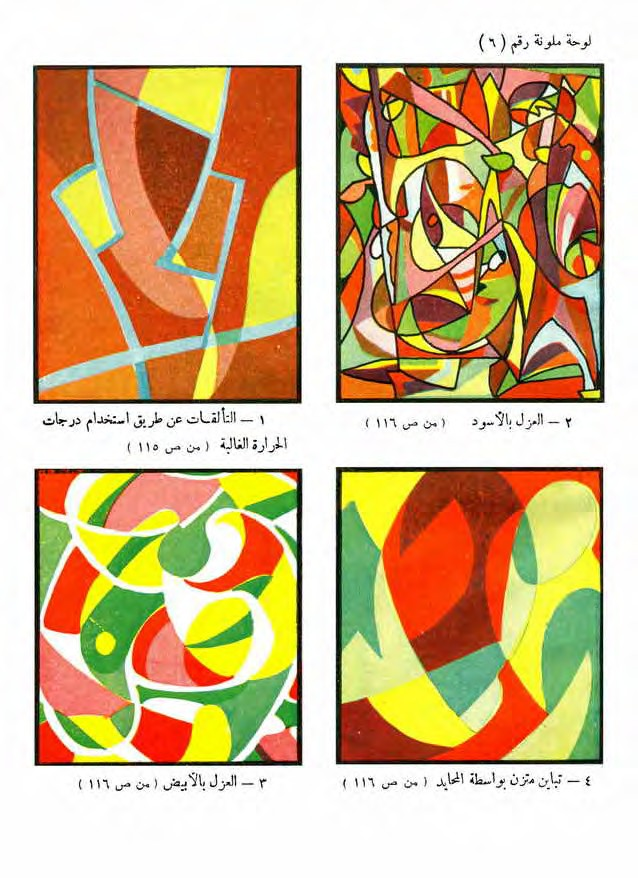 لوحة ملونة رقم ( ٦ )
١ — التألقـات عن طريق استخدام درجات
الحرارة الغالبة ( من ص ١١٥ )
٢ — العزل بالأسود ( من ص ١١٦ )
٣ — العزل بالأبيض ( من ص ١١٦ )
٤ — تباين متزن بواسطة المحايد ( من ص ١١٦ )